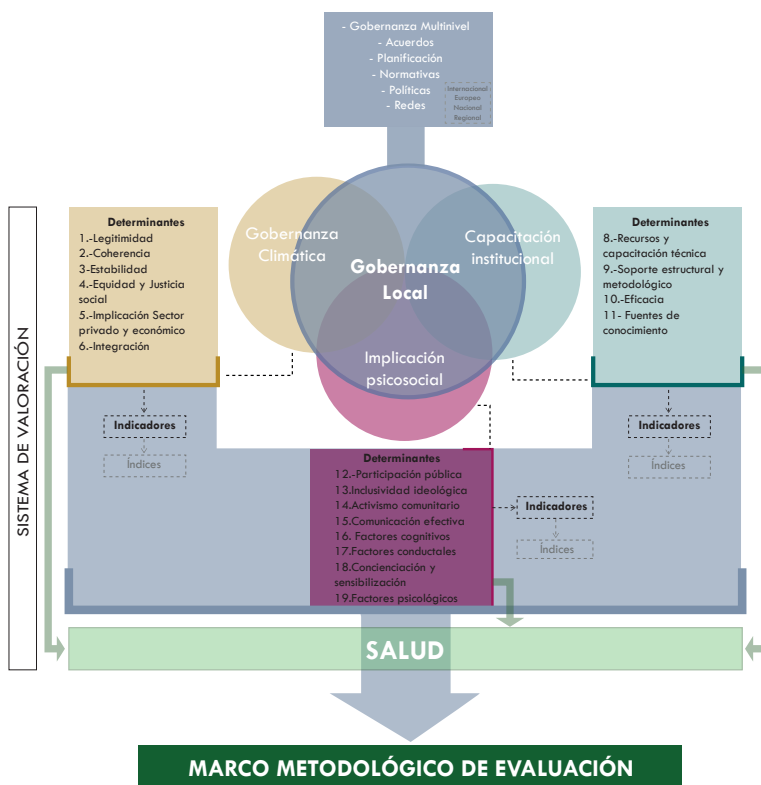 - Gobernanza Multinivel
- Acuerdos
- Planificación
- Normativas
- Políticas
- Redes
Internacional
Europeo
Nacional
Regional
Gobernanza
Climática
Capacitación
institucional
Gobernanza
Local
Implicación
psicosocial
SISTEMA DE VALORACIÓN
Determinantes
1.-Legitimidad
2.-Coherencia
3-Estabilidad
4.-Equidad y Justicia
social
5.-Implicación Sector
privado y económico
6.-Integración
Indicadores
Índices
Determinantes
8.-Recursos y
capacitación técnica
9.-Soporte estructural y
metodológico
10.-Eficacia
11- Fuentes de
conocimiento
Indicadores
Índices
Determinantes
12.-Participación pública
13.Inclusividad ideológica
14.Activismo comunitario
15.Comunicación efectiva
16. Factores cognitivos
17.Factores conductales
18.Concienciación y
sensibilización
19.Factores psicológicos
Indicadores
Índices
SALUD
MARCO METODOLÓGICO DE EVALUACIÓN